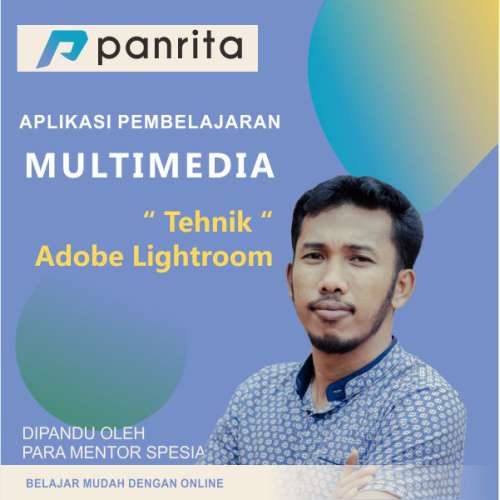 panrita
APLIKASI PEMBELAJARAN
MULTIMEDIA
“ Tehnik “
Adobe Lightroom
DIPANDU OLEH
PARA MENTOR SPESIA
BELAJAR MUDAH DENGAN ONLINE